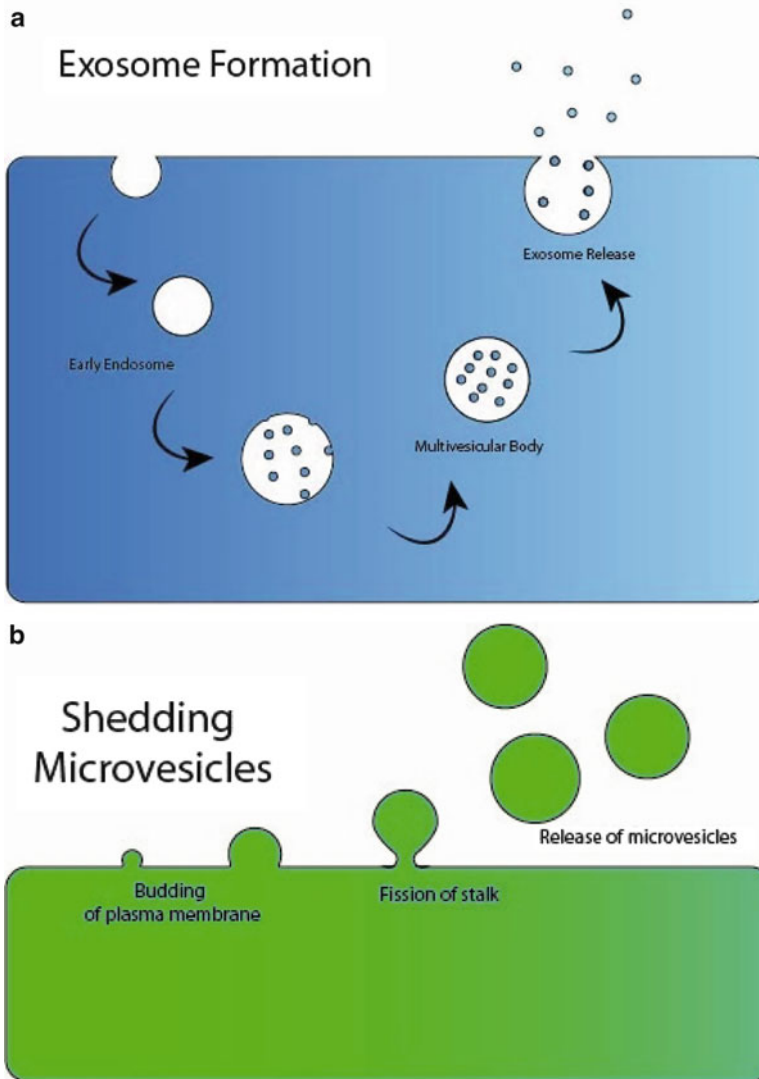 a
Exosome Formation
Exosome Release
Early Endosome
Multivesicular Body
b
Shedding
Microvesicles
Release of microvesicles
Budding
of plasma membrane
Fission of stalk